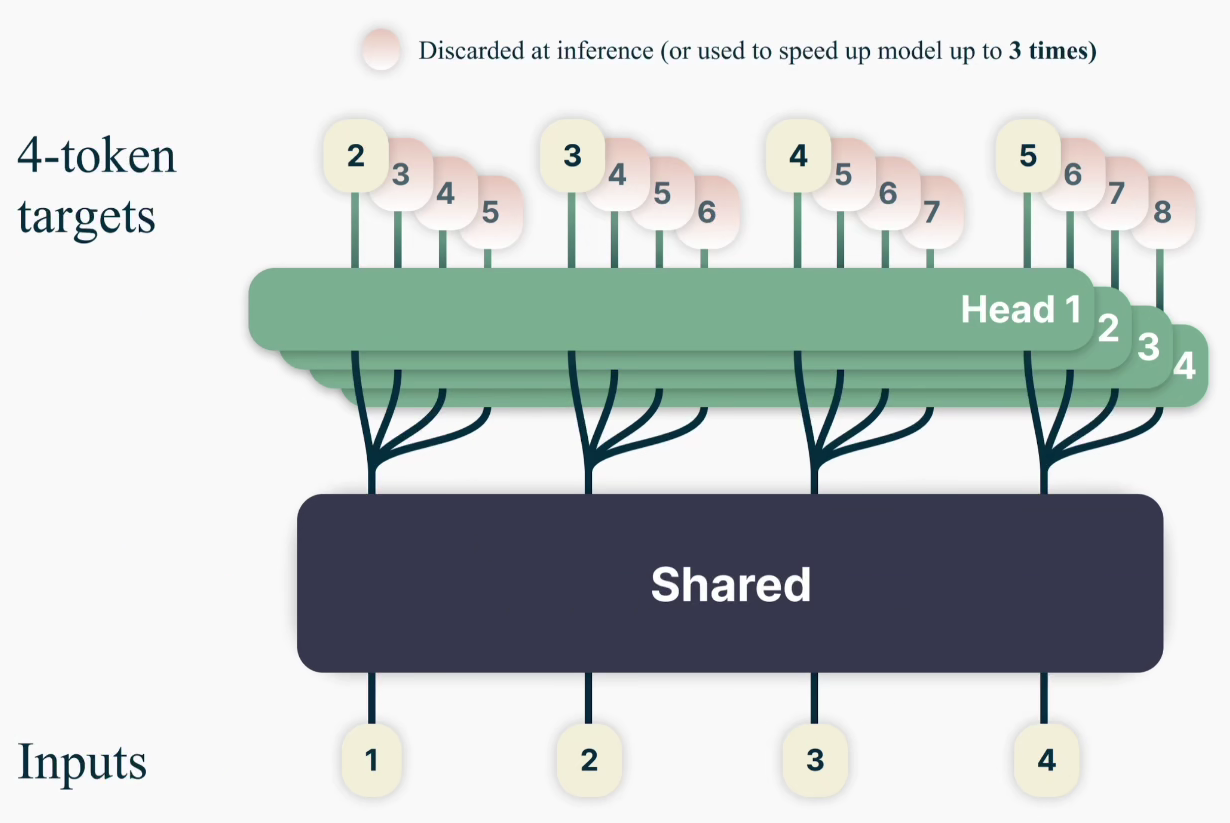 Discarded at inference (or used to speed up model up to 3 times)
4-token
targets
2 3 4 5
3 4 5 6
4 5 6 7
5 6 7 8
Head 1 2 3 4
Shared
Inputs
1 2 3 4